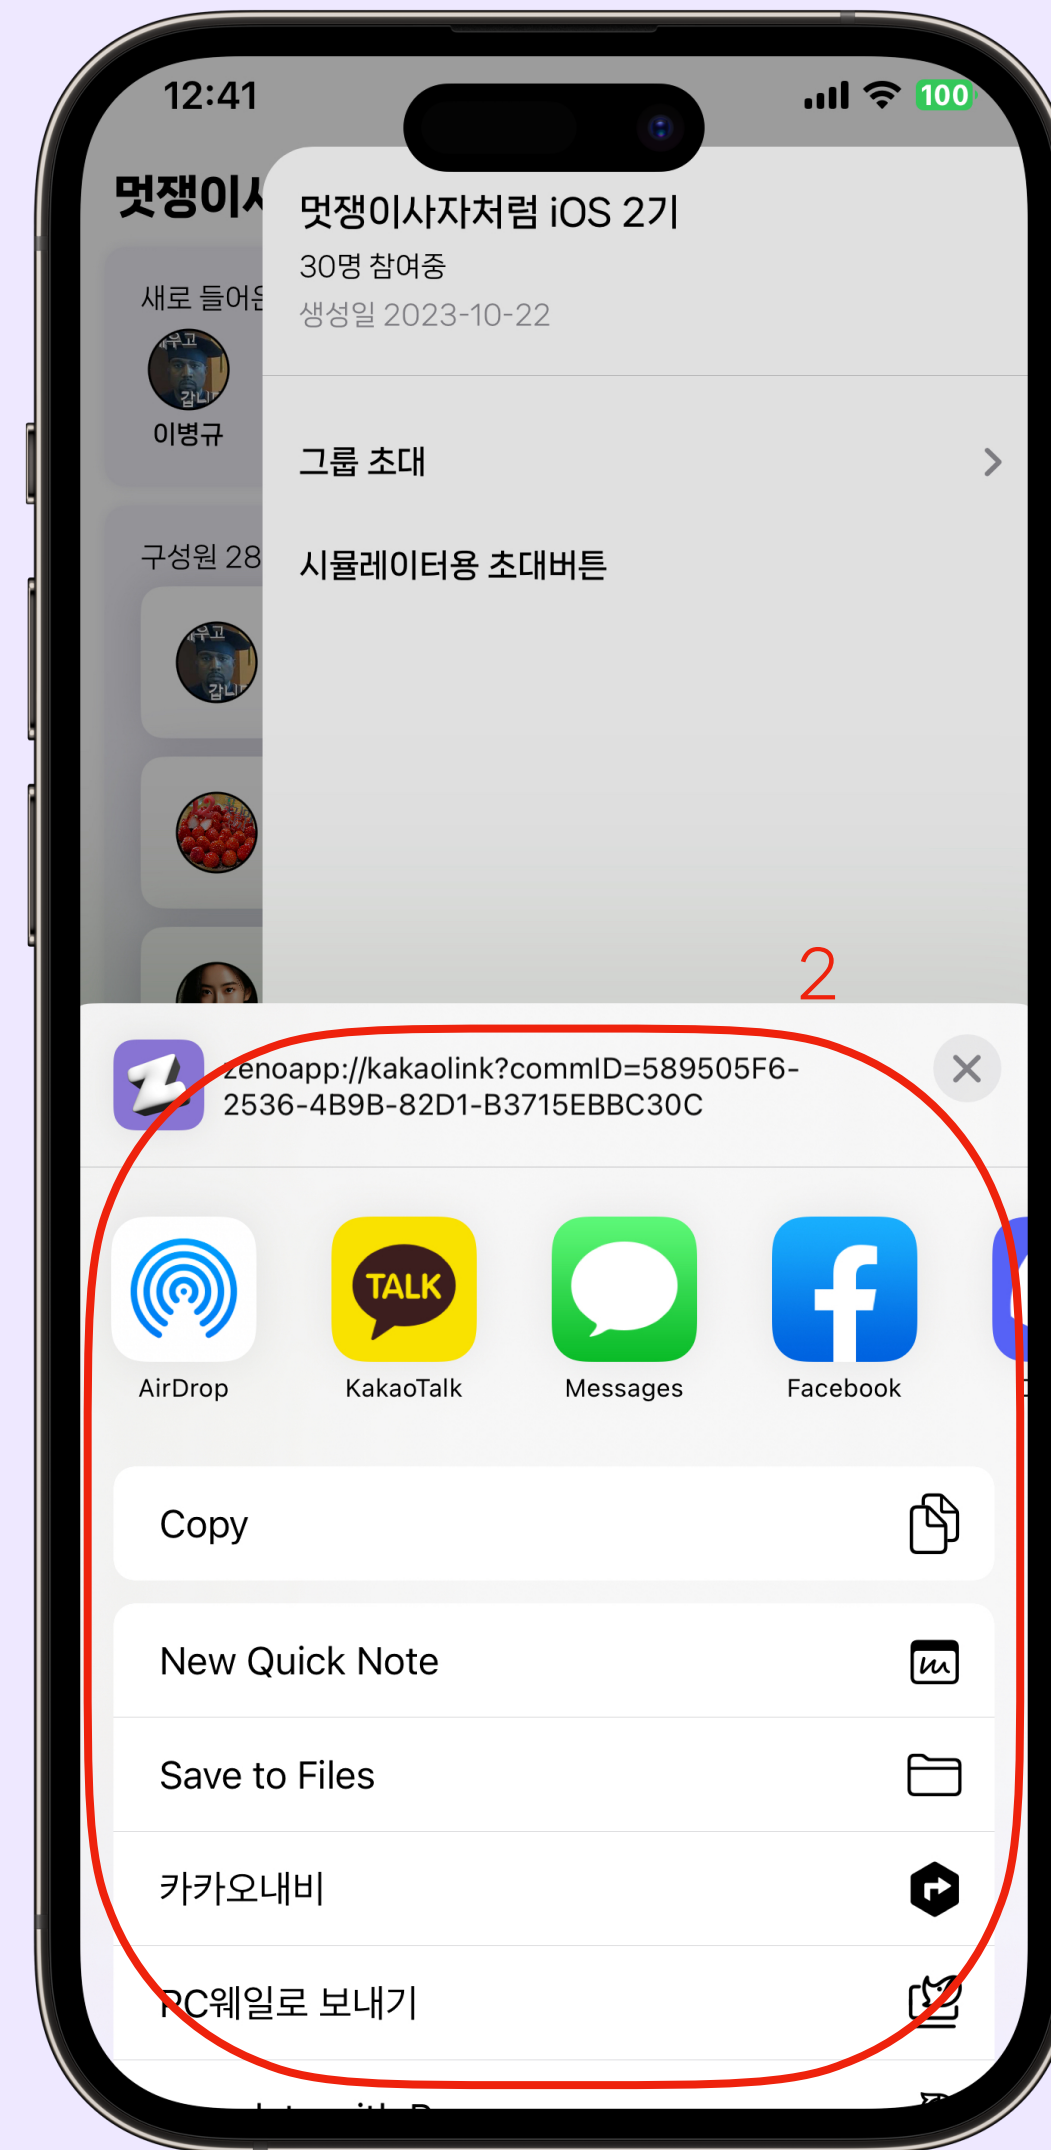 12:41
100
멋쟁이사
멋쟁이사자처럼 iOS 2기
30명 참여중
생성일 2023-10-22
새로 들어온
이병규
그룹 초대
구성원 28
시뮬레이터용 초대버튼
2
zenoapp://kakaolink?commID=589505F6-
2536-4B9B-82D1-B3715EBBC30C
TALK
AirDrop
KakaoTalk
Messages
Facebook
Copy
New Quick Note
Save to Files
카카오내비
PC웨일로 보내기